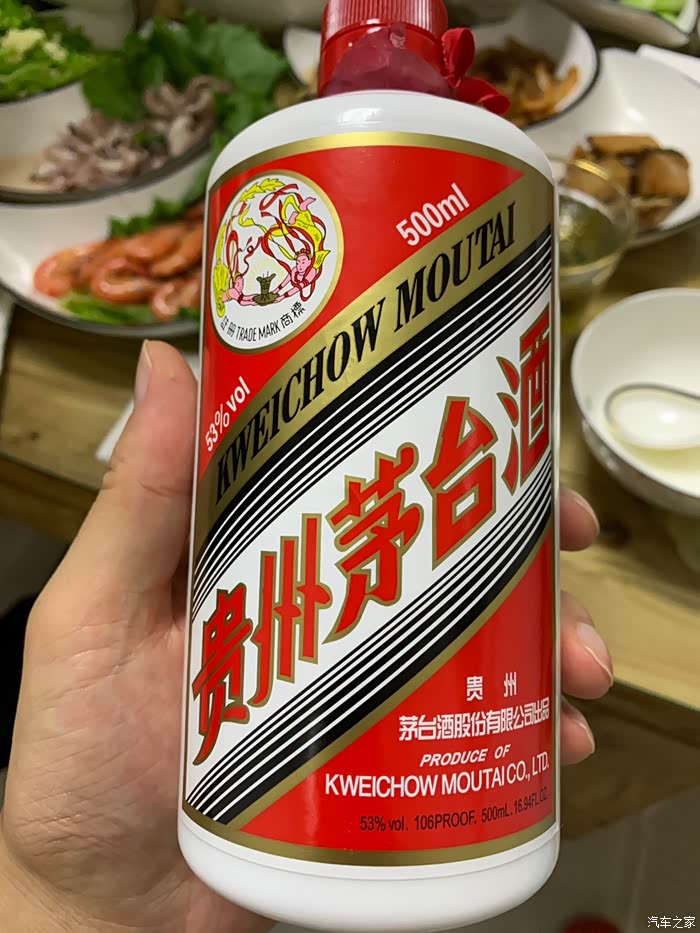 註冊 TRADE MARK 商標
500ml
53%vol
KWEICHOW MOUTAI
贵州茅台酒
贵 州
茅台酒股份有限公司出品
PRODUCE OF
KWEICHOW MOUTAI CO., LTD.
53% vol. 106PROOF. 500mL. 16.94FL.OZ.
汽车之家